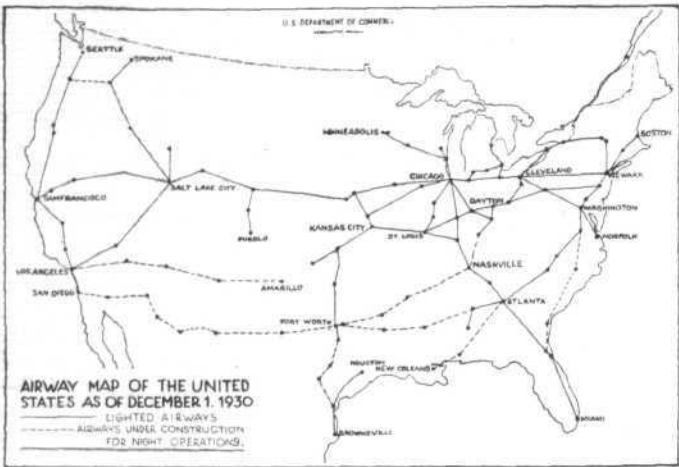 U.S. DEPARTMENT OF COMMERCE
SEATTLE
SPOKANE
MINNEAPOLIS
BOSTON
CHICAGO
CLEVELAND
NEWARK
SALT LAKE CITY
SAN FRANCISCO
DAYTON
WASHINGTON
PUEBLO
KANSAS CITY
ST. LOUIS
NORFOLK
LOS ANGELES
NASHVILLE
AMARILLO
SAN DIEGO
ATLANTA
FORT WORTH
HOUSTON
NEW ORLEANS
AIRWAY MAP OF THE UNITED
STATES AS OF DECEMBER 1. 1930
LIGHTED AIRWAYS
AIRWAYS UNDER CONSTRUCTION
FOR NIGHT OPERATIONS.
MIAMI
BROWNSVILLE